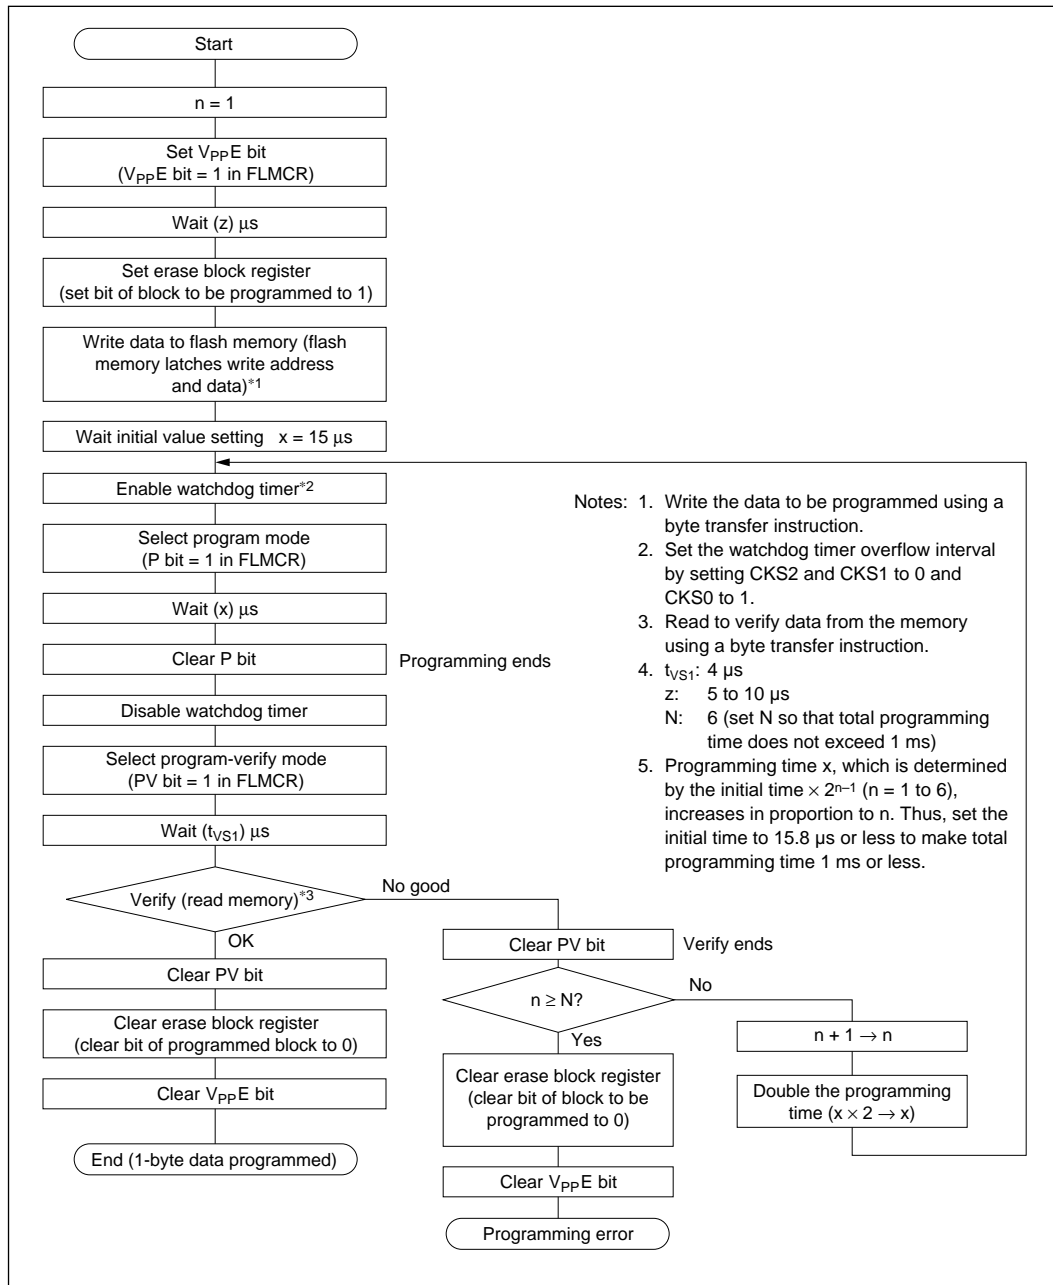 Start
n = 1
Set VPPE bit
(VPPE bit = 1 in FLMCR)
Wait (z) μs
Set erase block register
(set bit of block to be programmed to 1)
Write data to flash memory (flash
memory latches write address
and data)*1
Wait initial value setting x = 15 μs
Enable watchdog timer*2
Select program mode
(P bit = 1 in FLMCR)
Wait (x) μs
Clear P bit
Programming ends
Disable watchdog timer
Select program-verify mode
(PV bit = 1 in FLMCR)
Wait (tVS1) μs
Verify (read memory)*3
No good
OK
Clear PV bit
Clear erase block register
(clear bit of programmed block to 0)
Clear VPPE bit
End (1-byte data programmed)
Clear PV bit
Verify ends
n ≥ N?
No
Yes
Clear erase block register
(clear bit of block to be
programmed to 0)
Clear VPPE bit
Programming error
n + 1 → n
Double the programming
time (x × 2 → x)
Notes: 1. Write the data to be programmed using a
byte transfer instruction.
2. Set the watchdog timer overflow interval
by setting CKS2 and CKS1 to 0 and
CKS0 to 1.
3. Read to verify data from the memory
using a byte transfer instruction.
4. tVS1: 4 μs
z: 5 to 10 μs
N: 6 (set N so that total programming
time does not exceed 1 ms)
5. Programming time x, which is determined
by the initial time × 2n–1 (n = 1 to 6),
increases in proportion to n. Thus, set the
initial time to 15.8 μs or less to make total
programming time 1 ms or less.